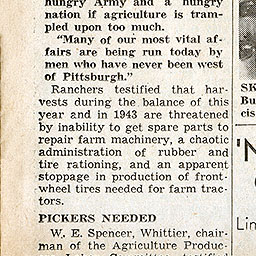 hungry Army and a hungry
nation if agriculture is tram-
pled upon too much.
"Many of our most vital af-
fairs are being run today by
men who have never been west
of Pittsburgh."
Ranchers testified that har-
vests during the balance of this
year and in 1943 are threatened
by inability to get spare parts to
repair farm machinery, a chaotic
administration of rubber and
tire rationing, and an apparent
stoppage in production of front-
wheel tires needed for farm trac-
tors.
PICKERS NEEDED
W. E. Spencer, Whittier, chair-
man of the Agriculture Produc-
SK
Bu
cis
'N
Lin